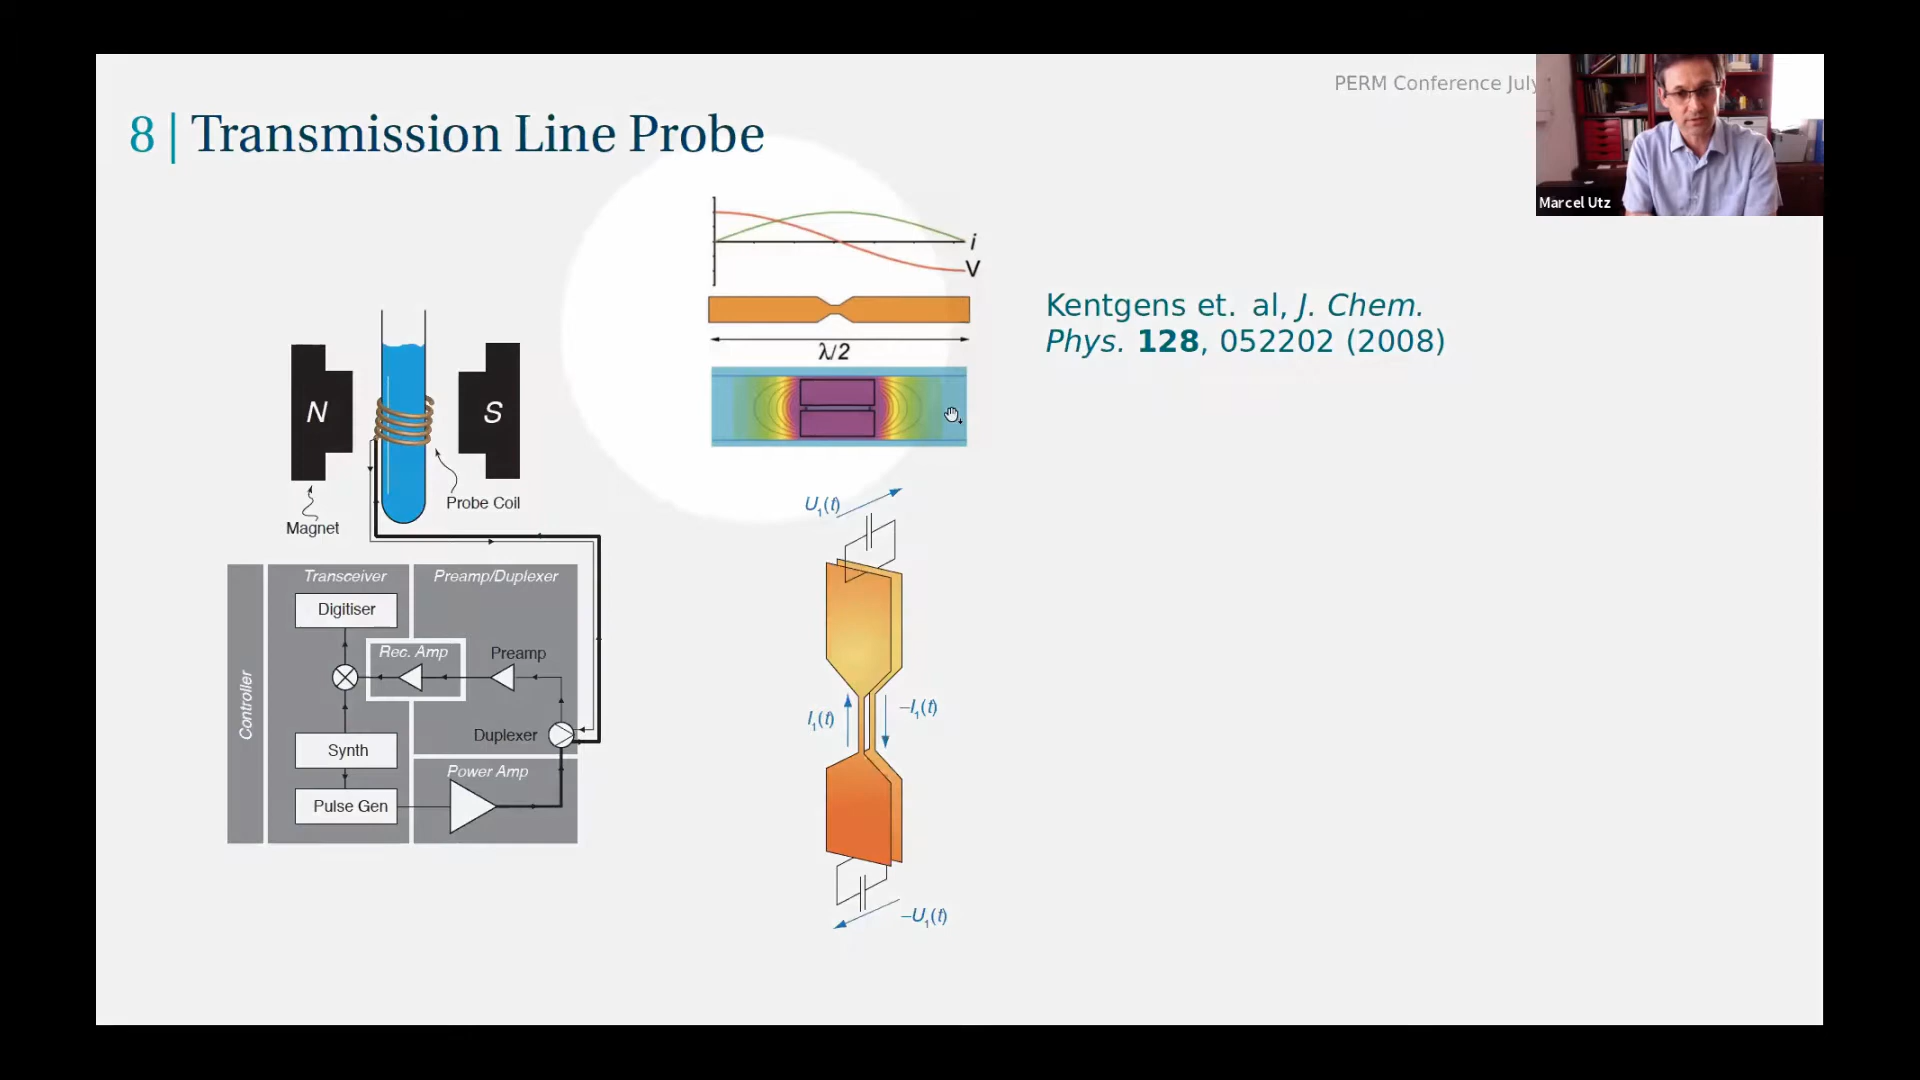 PERM Conference July
8 | Transmission Line Probe
Marcel Utz
i
V
λ/2
Kentgens et. al, J. Chem.
Phys. 128, 052202 (2008)
N
S
Probe Coil
Magnet
Transceiver
Preamp/Duplexer
Digitiser
Rec. Amp
Preamp
Controller
Duplexer
Synth
Power Amp
Pulse Gen
U1(t)
I1(t)
–I1(t)
–U1(t)